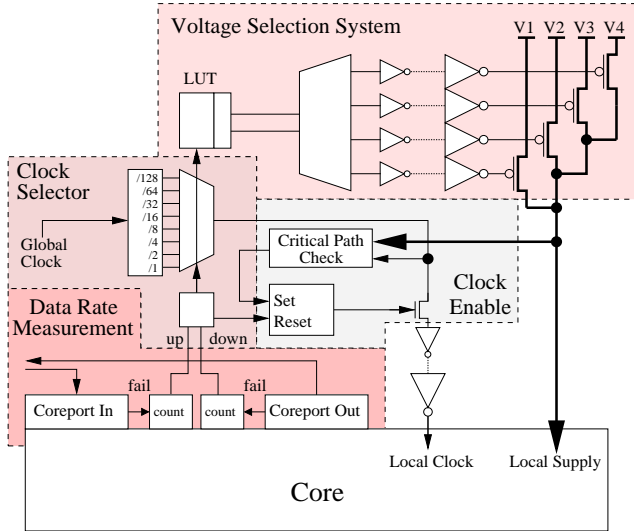 Voltage Selection System
V1 V2 V3 V4
LUT
Clock
Selector
/128
/64
/32
/16
/8
/4
/2
/1
Global
Clock
Critical Path
Check
Clock
Enable
Set
Reset
Data Rate
Measurement
up down
fail fail
Coreport In
count
count
Coreport Out
Local Clock
Local Supply
Core